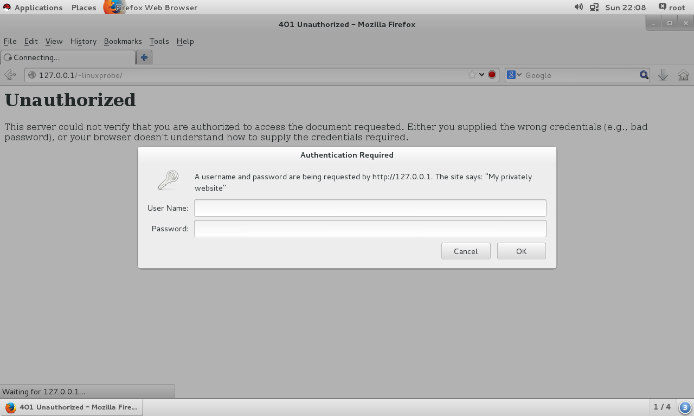 Applications Places Firefox Web Browser Sun 22:08 root
401 Unauthorized - Mozilla Firefox
File Edit View History Bookmarks Tools Help
Connecting...
127.0.0.1/~linuxprobe/ Google
Unauthorized
This server could not verify that you are authorized to access the document requested. Either you supplied the wrong credentials (e.g., bad
password), or your browser doesn't understand how to supply the credentials required.
Authentication Required
A username and password are being requested by http://127.0.0.1. The site says: "My privately
website"
User Name:
Password:
Cancel OK
Waiting for 127.0.0.1...
401 Unauthorized - Mozilla Fire... 1 / 4 3